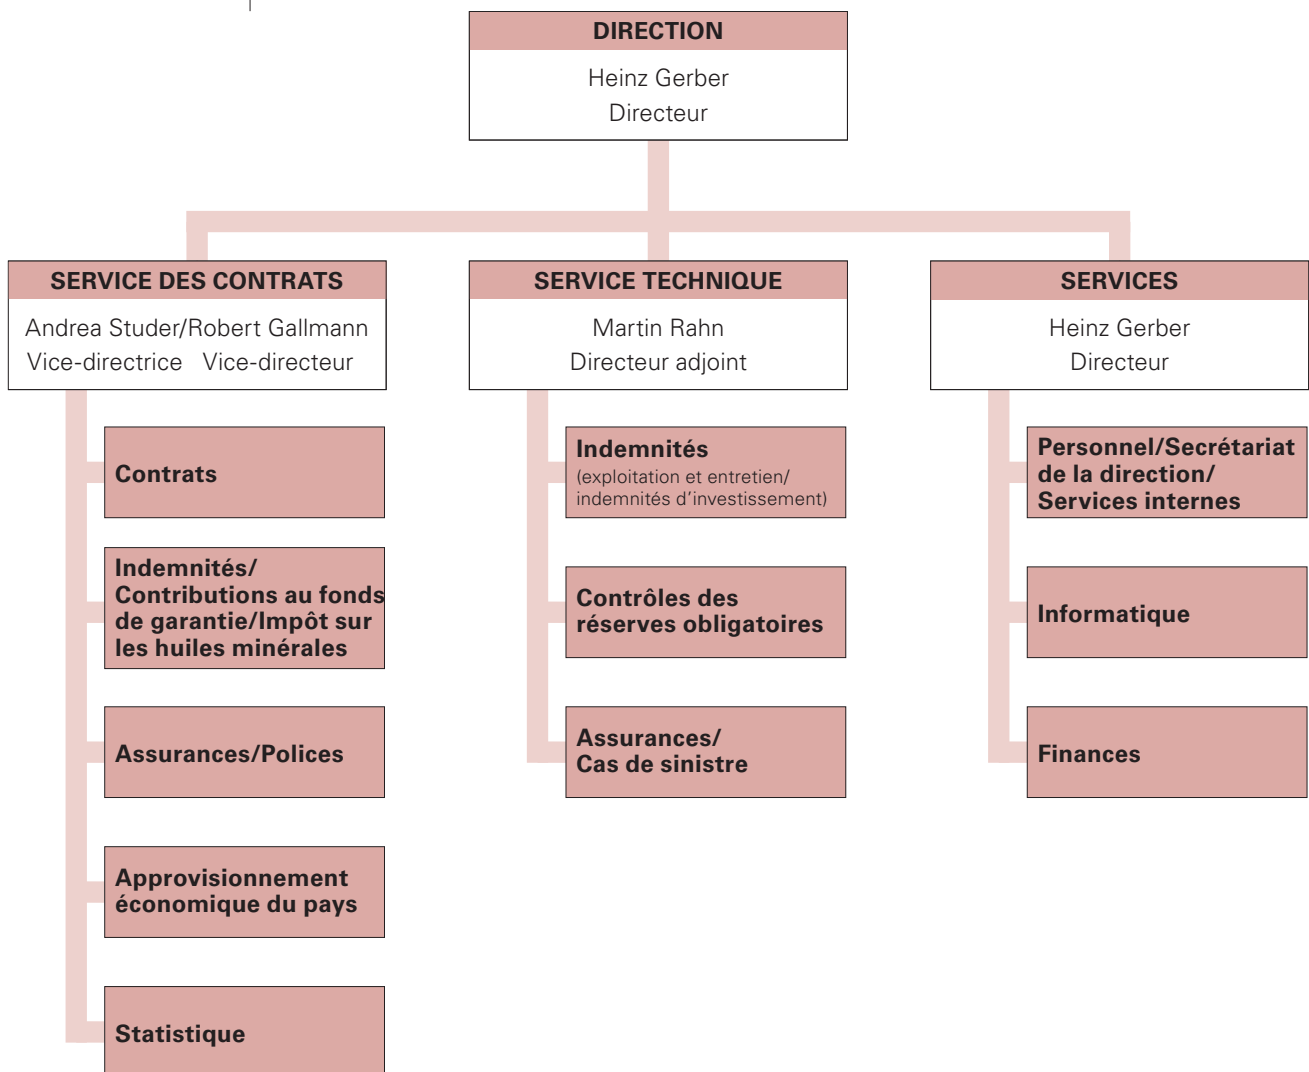 DIRECTION
Heinz Gerber
Directeur
SERVICE DES CONTRATS
Andrea Studer/Robert Gallmann
Vice-directrice Vice-directeur
Contrats
Indemnités/
Contributions au fonds
de garantie/Impôt sur
les huiles minérales
Assurances/Polices
Approvisionnement
économique du pays
Statistique
SERVICE TECHNIQUE
Martin Rahn
Directeur adjoint
Indemnités
(exploitation et entretien/
indemnités d’investissement)
Contrôles des
réserves obligatoires
Assurances/
Cas de sinistre
SERVICES
Heinz Gerber
Directeur
Personnel/Secrétariat
de la direction/
Services internes
Informatique
Finances